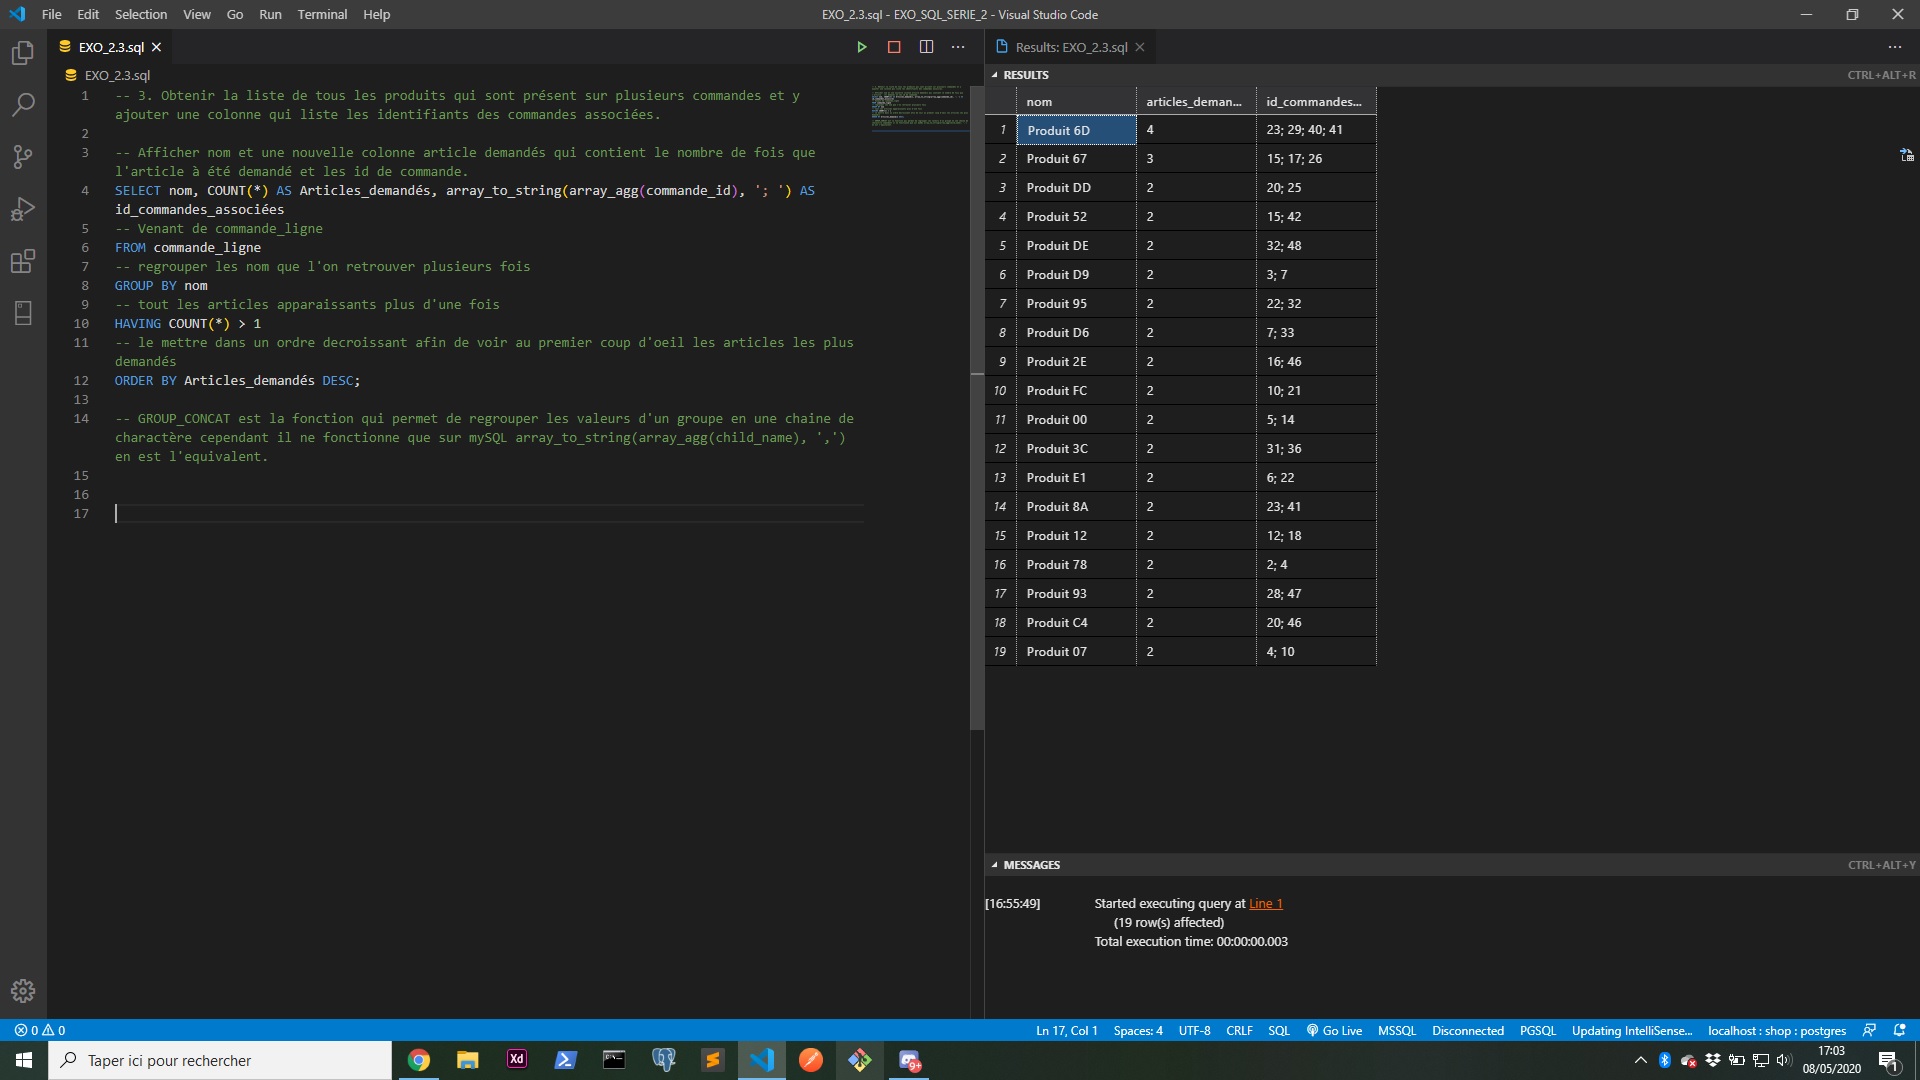 File Edit Selection View Go Run Terminal Help
EXO_2.3.sql - EXO_SQL_SERIE_2 - Visual Studio Code
EXO_2.3.sql
EXO_2.3.sql
1 -- 3. Obtenir la liste de tous les produits qui sont présent sur plusieurs commandes et y
ajouter une colonne qui liste les identifiants des commandes associées.
2
3 -- Afficher nom et une nouvelle colonne article demandés qui contient le nombre de fois que
l'article à été demandé et les id de commande.
4 SELECT nom, COUNT(*) AS Articles_demandés, array_to_string(array_agg(commande_id), '; ') AS
id_commandes_associées
5 -- Venant de commande_ligne
6 FROM commande_ligne
7 -- regrouper les nom que l'on retrouver plusieurs fois
8 GROUP BY nom
9 -- tout les articles apparaissants plus d'une fois
10 HAVING COUNT(*) > 1
11 -- le mettre dans un ordre decroissant afin de voir au premier coup d'oeil les articles les plus
demandés
12 ORDER BY Articles_demandés DESC;
13
14 -- GROUP_CONCAT est la fonction qui permet de regrouper les valeurs d'un groupe en une chaine de
charactère cependant il ne fonctionne que sur mySQL array_to_string(array_agg(child_name), ',')
en est l'equivalent.
15
16
17
Results: EXO_2.3.sql
RESULTS CTRL+ALT+R
nom articles_deman... id_commandes...
1 Produit 6D 4 23; 29; 40; 41
2 Produit 67 3 15; 17; 26
3 Produit DD 2 20; 25
4 Produit 52 2 15; 42
5 Produit DE 2 32; 48
6 Produit D9 2 3; 7
7 Produit 95 2 22; 32
8 Produit D6 2 7; 33
9 Produit 2E 2 16; 46
10 Produit FC 2 10; 21
11 Produit 00 2 5; 14
12 Produit 3C 2 31; 36
13 Produit E1 2 6; 22
14 Produit 8A 2 23; 41
15 Produit 12 2 12; 18
16 Produit 78 2 2; 4
17 Produit 93 2 28; 47
18 Produit C4 2 20; 46
19 Produit 07 2 4; 10
MESSAGES CTRL+ALT+Y
[16:55:49] Started executing query at Line 1
(19 row(s) affected)
Total execution time: 00:00:00.003
0 0 Ln 17, Col 1 Spaces: 4 UTF-8 CRLF SQL Go Live MSSQL Disconnected PGSQL Updating IntelliSense... localhost : shop : postgres
Taper ici pour rechercher
Xd
9+
17:03
08/05/2020
1